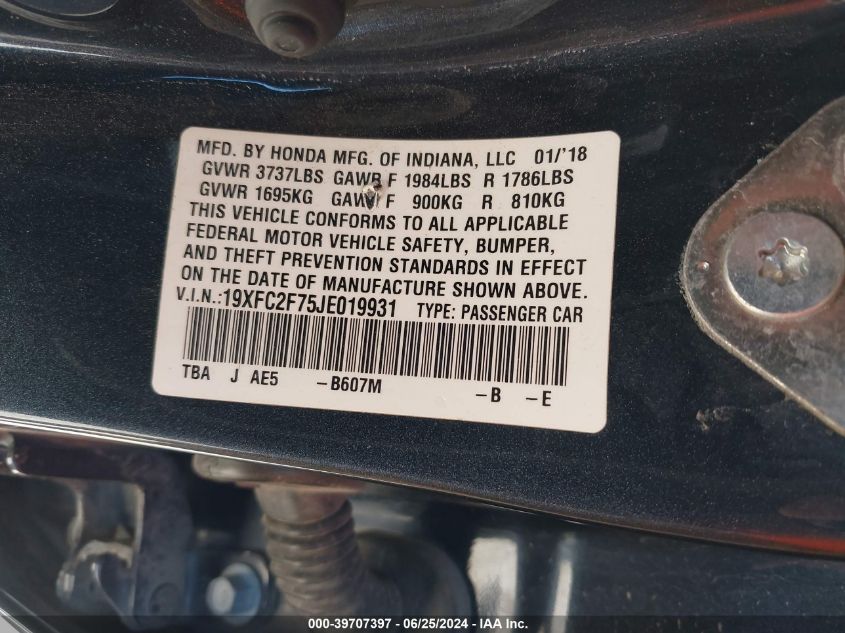 MFD. BY HONDA MFG. OF INDIANA, LLC 01/'18
GVWR 3737LBS GAWR F 1984LBS R 1786LBS
GVWR 1695KG GAWR F 900KG R 810KG
THIS VEHICLE CONFORMS TO ALL APPLICABLE
FEDERAL MOTOR VEHICLE SAFETY, BUMPER,
AND THEFT PREVENTION STANDARDS IN EFFECT
ON THE DATE OF MANUFACTURE SHOWN ABOVE.
V.I.N.:19XFC2F75JE019931 TYPE: PASSENGER CAR
TBA J AE5 -B607M -B -E
000-39707397 - 06/25/2024 - IAA Inc.